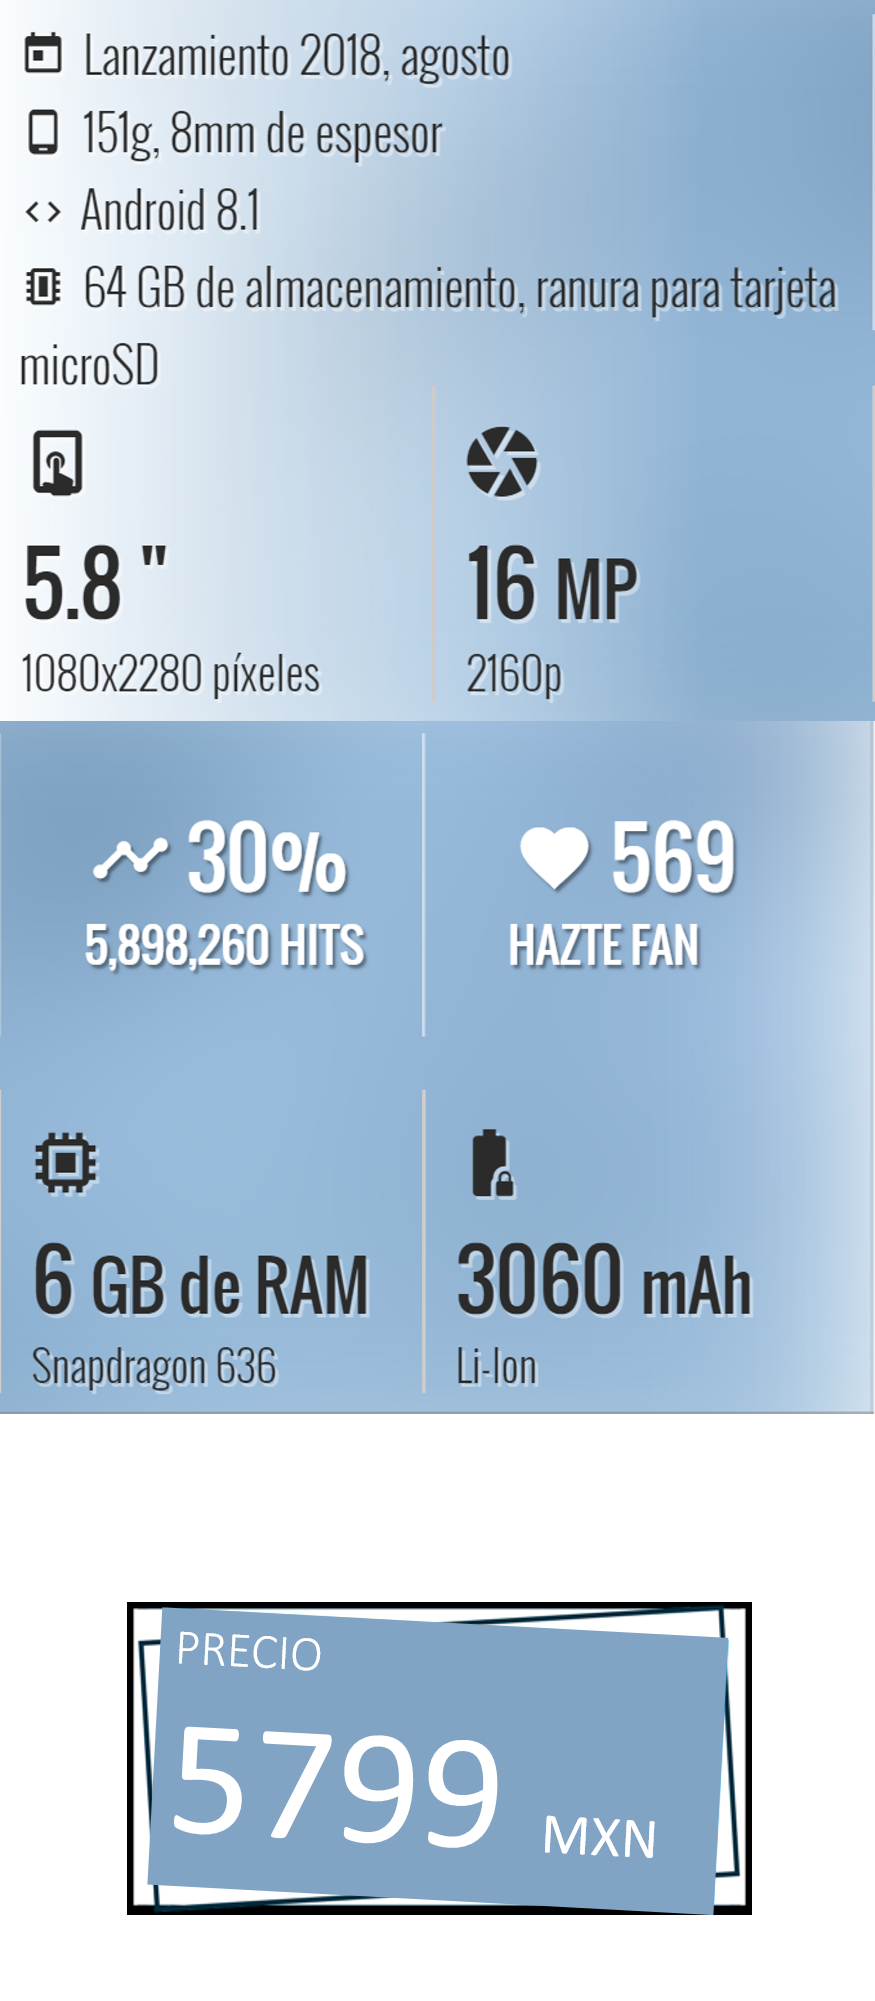 Lanzamiento 2018, agosto
151g, 8mm de espesor
Android 8.1
64 GB de almacenamiento, ranura para tarjeta
microSD
5.8 "
1080x2280 píxeles
16 MP
2160p
30%
5,898,260 HITS
569
HAZTE FAN
6 GB de RAM
Snapdragon 636
3060 mAh
Li-Ion
PRECIO
5799 MXN